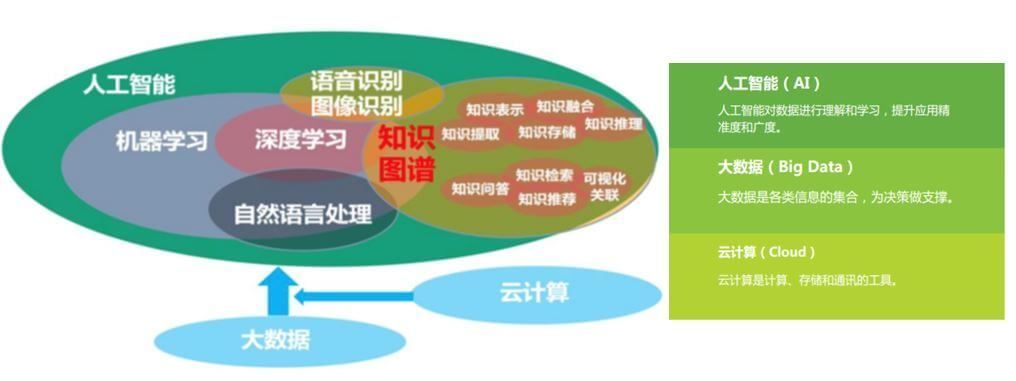 人工智能
语音识别
图像识别
机器学习
深度学习
知识
图谱
知识表示
知识融合
知识提取
知识存储
知识推理
知识问答
知识检索
知识推荐
可视化
关联
自然语言处理
云计算
大数据
人工智能（AI）
人工智能对数据进行理解和学习，提升应用精
准度和广度。
大数据（Big Data）
大数据是各类信息的集合，为决策做支撑。
云计算（Cloud）
云计算是计算、存储和通讯的工具。